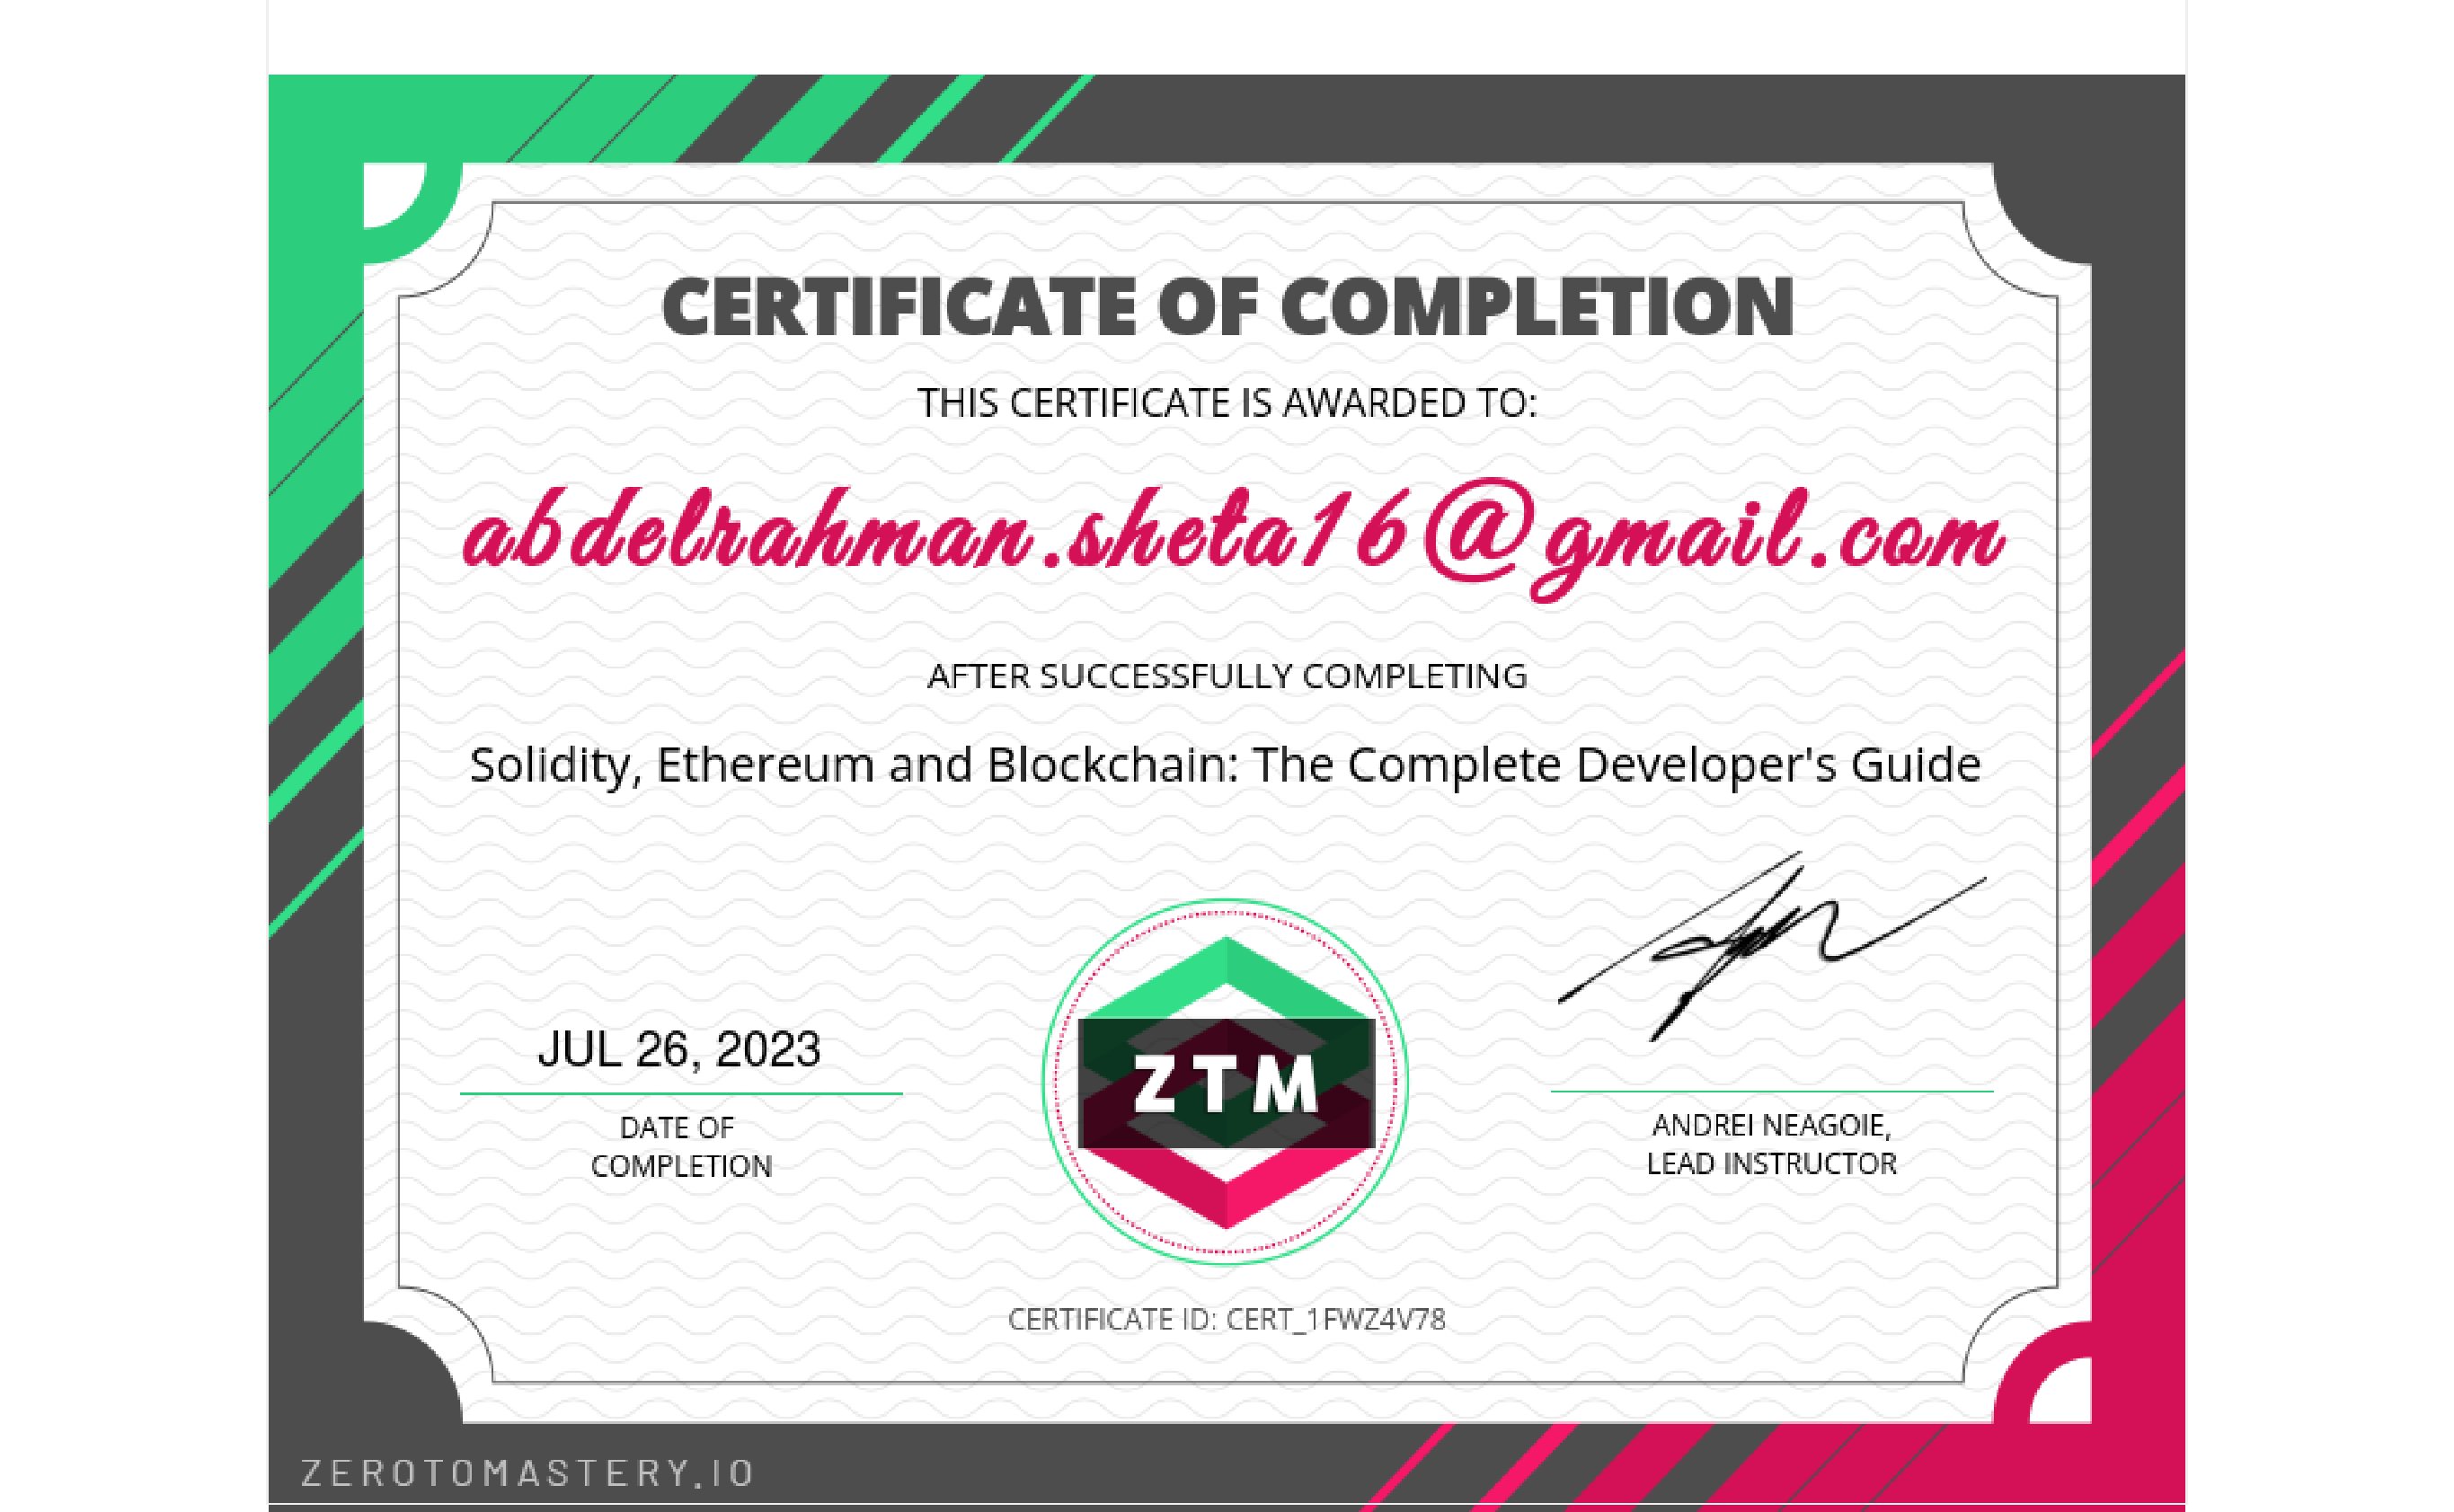 CERTIFICATE OF COMPLETION
THIS CERTIFICATE IS AWARDED TO:
abdelrahman.sheta16@gmail.com
AFTER SUCCESSFULLY COMPLETING
Solidity, Ethereum and Blockchain: The Complete Developer's Guide
JUL 26, 2023
DATE OF
COMPLETION
ZTM
ANDREI NEAGOIE,
LEAD INSTRUCTOR
CERTIFICATE ID: CERT_1FWZ4V78
ZEROTOMASTERY.IO